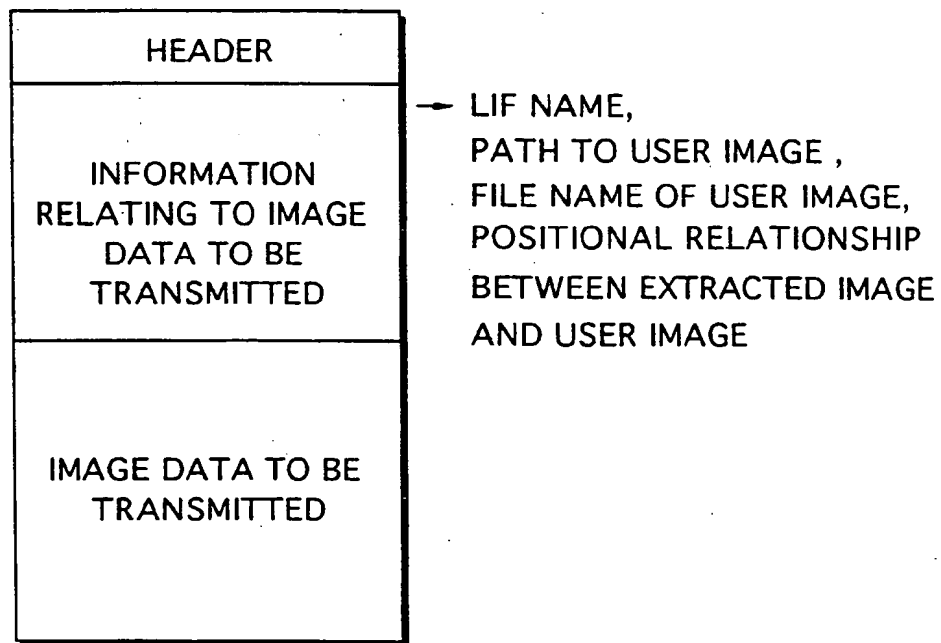 HEADER
INFORMATION
RELATING TO IMAGE
DATA TO BE
TRANSMITTED
LIF NAME,
PATH TO USER IMAGE ,
FILE NAME OF USER IMAGE,
POSITIONAL RELATIONSHIP
BETWEEN EXTRACTED IMAGE
AND USER IMAGE
IMAGE DATA TO BE
TRANSMITTED